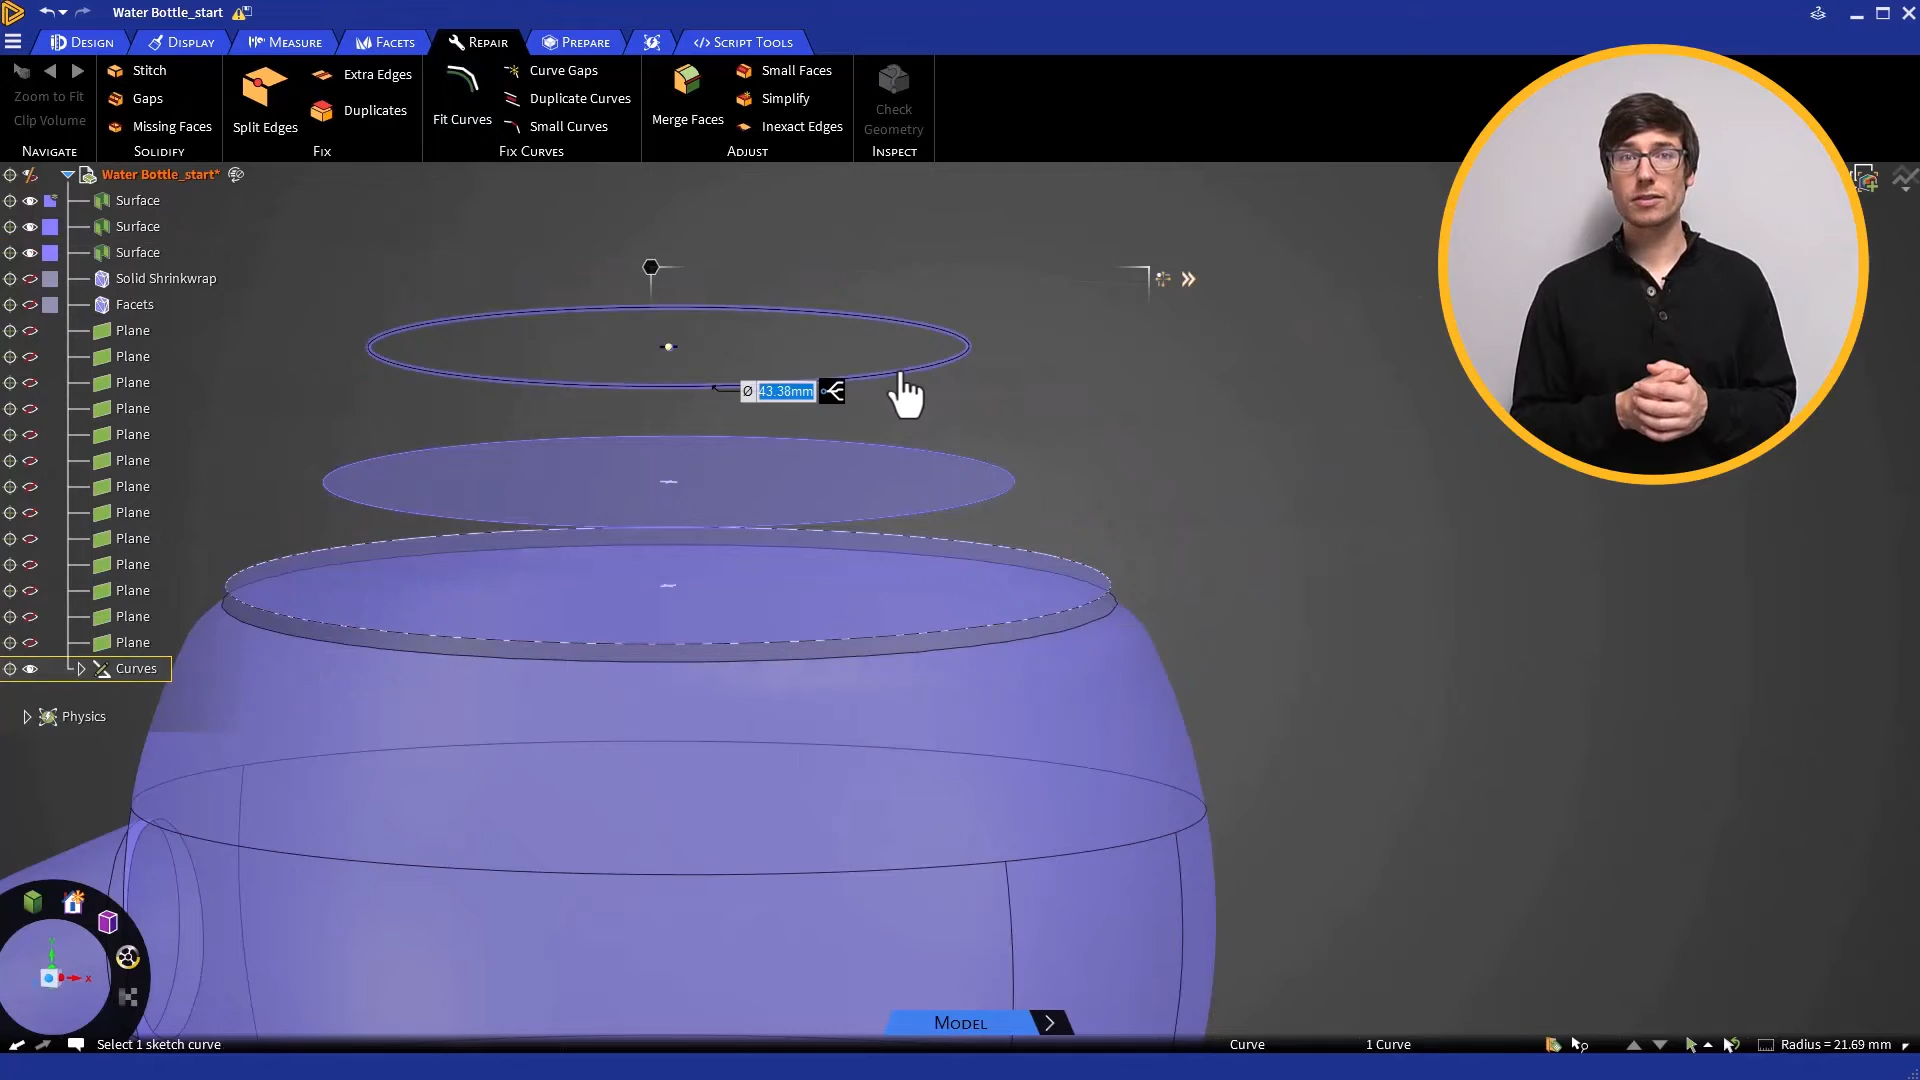 Water Bottle_start
DESIGN
DISPLAY
MEASURE
FACETS
REPAIR
PREPARE
</> SCRIPT TOOLS
Zoom to Fit
Clip Volume
NAVIGATE
Stitch
Gaps
Missing Faces
SOLIDIFY
Split Edges
Extra Edges
Duplicates
FIX
Fit Curves
Curve Gaps
Duplicate Curves
Small Curves
FIX CURVES
Merge Faces
Small Faces
Simplify
Inexact Edges
ADJUST
Check
Geometry
INSPECT
Water Bottle_start*
Surface
Surface
Surface
Solid Shrinkwrap
Facets
Plane
Plane
Plane
Plane
Plane
Plane
Plane
Plane
Plane
Plane
Plane
Plane
Plane
Curves
Physics
Ø 43.38mm
Y
X
MODEL
Select 1 sketch curve
Curve
1 Curve
Radius = 21.69 mm